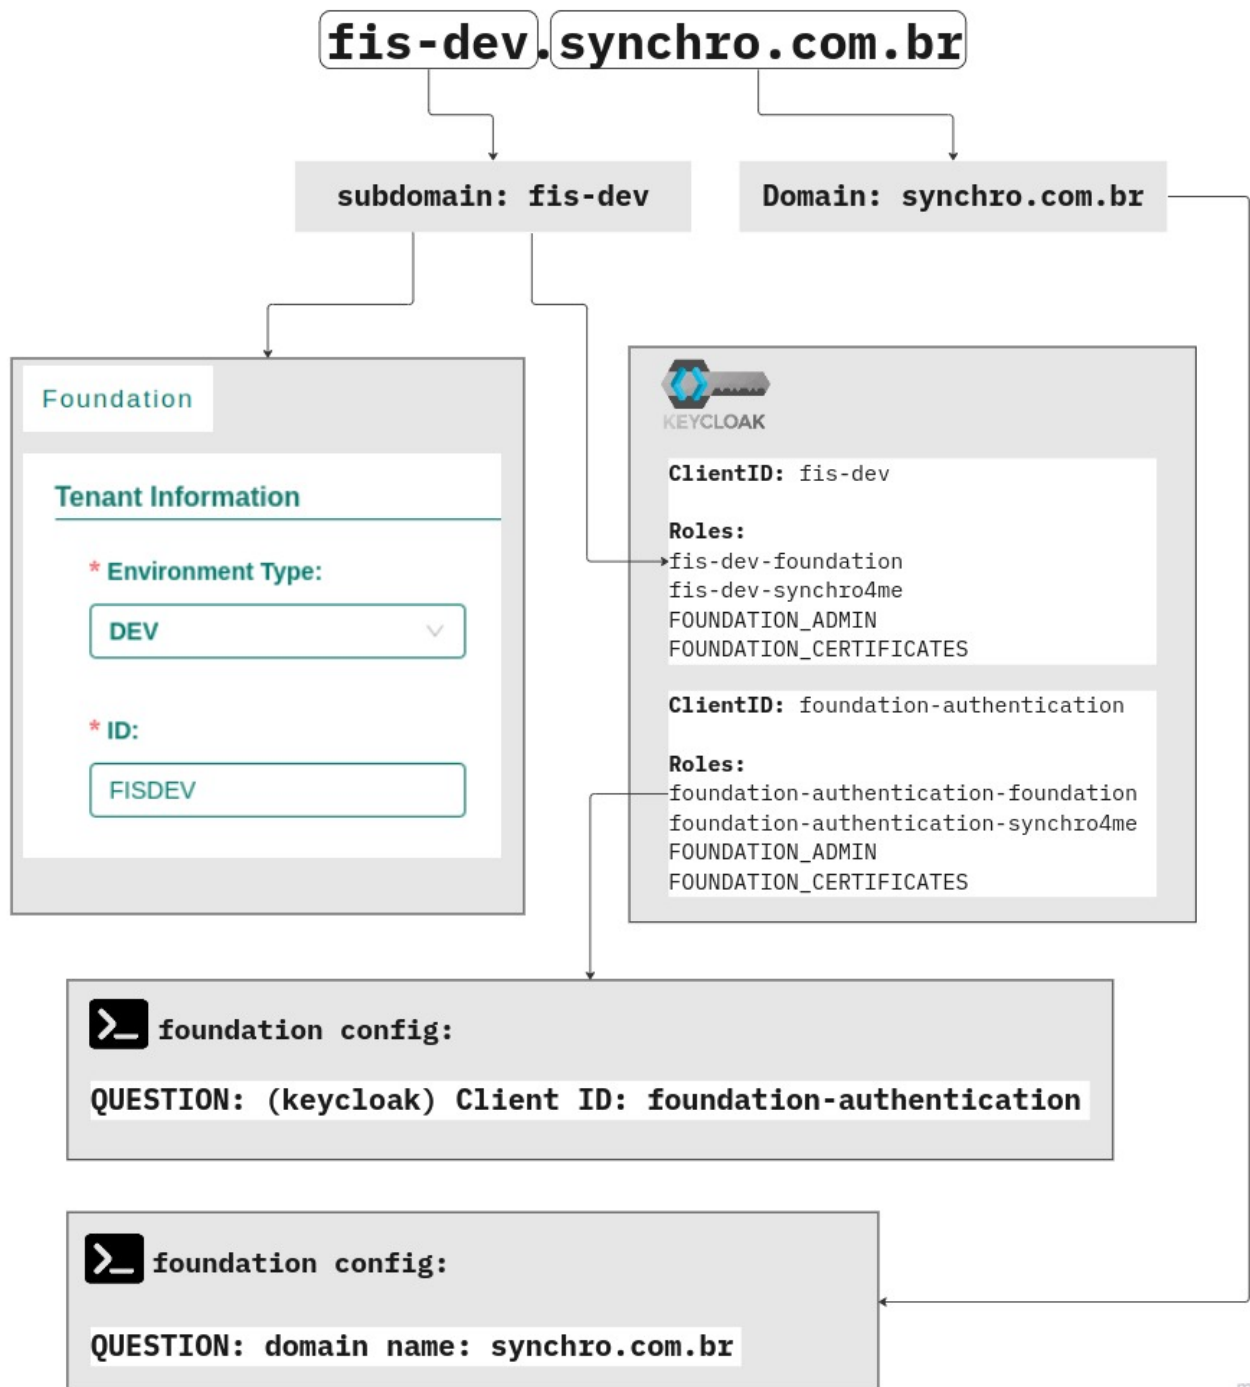 fis-dev.synchro.com.br
subdomain: fis-dev
Domain: synchro.com.br
Foundation
Tenant Information
* Environment Type:
DEV
* ID:
FISDEV
KEYCLOAK
ClientID: fis-dev
Roles:
fis-dev-foundation
fis-dev-synchro4me
FOUNDATION_ADMIN
FOUNDATION_CERTIFICATES
ClientID: foundation-authentication
Roles:
foundation-authentication-foundation
foundation-authentication-synchro4me
FOUNDATION_ADMIN
FOUNDATION_CERTIFICATES
foundation config:
QUESTION: (keycloak) Client ID: foundation-authentication
foundation config:
QUESTION: domain name: synchro.com.br